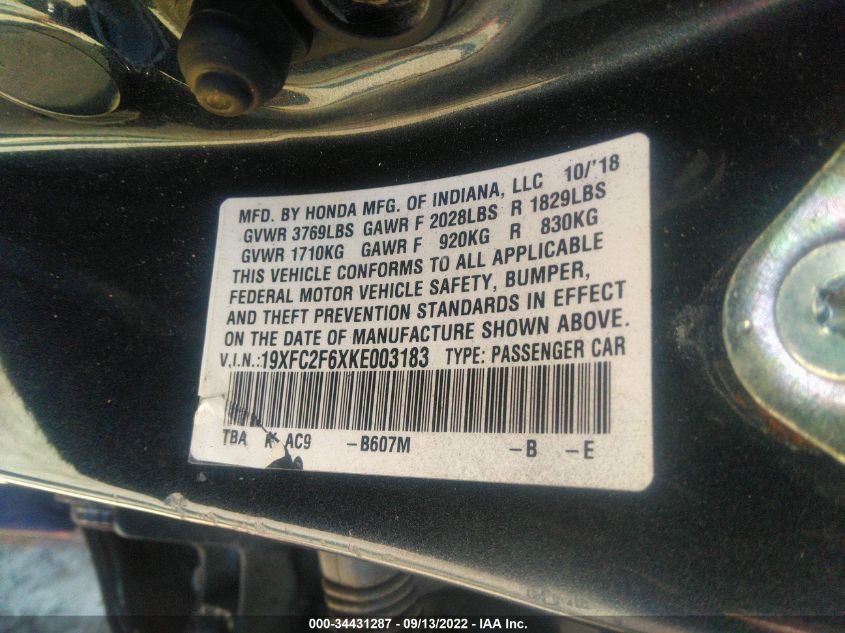 MFD. BY HONDA MFG. OF INDIANA, LLC 10/'18
GVWR 3769LBS GAWR F 2028LBS R 1829LBS
GVWR 1710KG GAWR F 920KG R 830KG
THIS VEHICLE CONFORMS TO ALL APPLICABLE
FEDERAL MOTOR VEHICLE SAFETY, BUMPER,
AND THEFT PREVENTION STANDARDS IN EFFECT
ON THE DATE OF MANUFACTURE SHOWN ABOVE.
V.I.N.:19XFC2F6XKE003183 TYPE: PASSENGER CAR
TBA AC9 -B607M -B -E
000-34431287 - 09/13/2022 - IAA Inc.